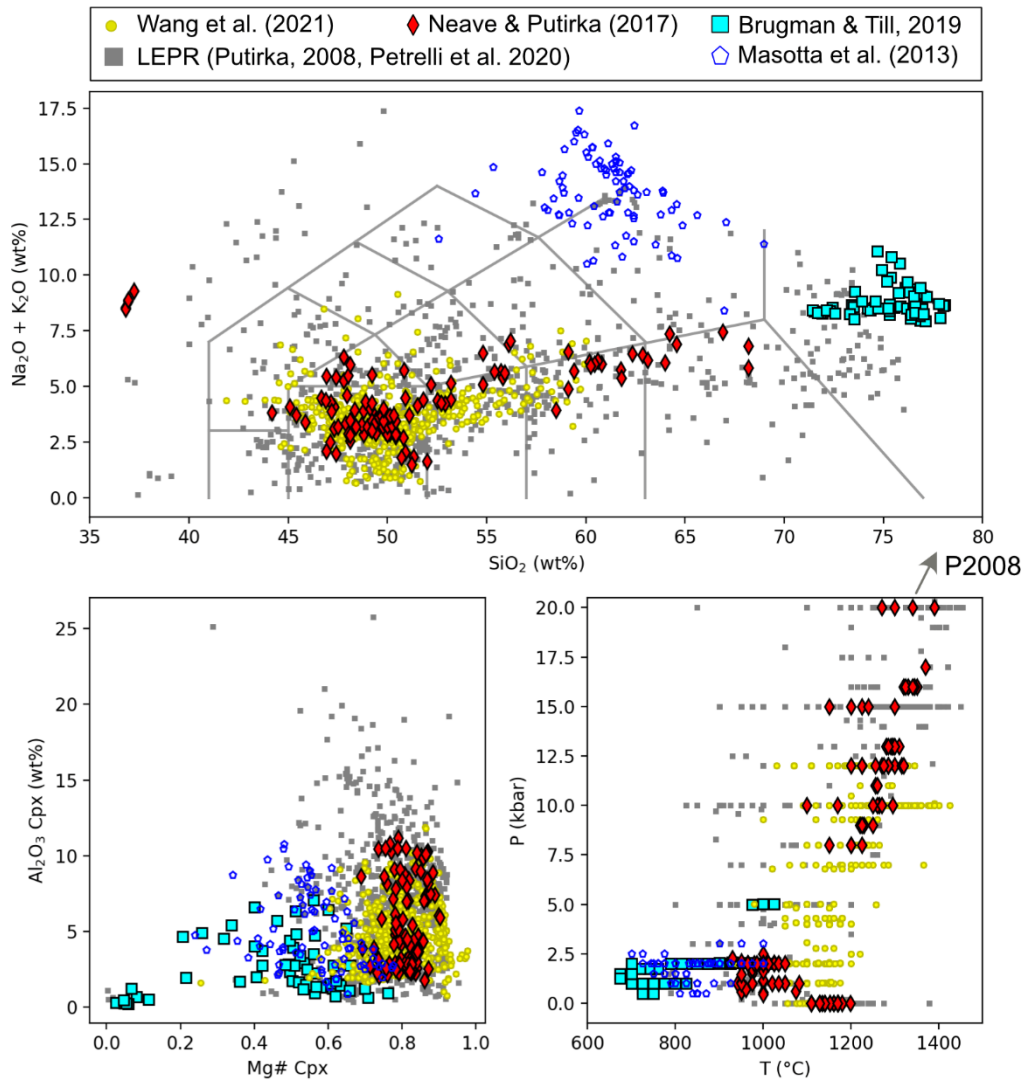 Wang et al. (2021) Neave & Putirka (2017) Brugman & Till, 2019
LEPR (Putirka, 2008, Petrelli et al. 2020) Masotta et al. (2013)
17.5
15.0
12.5
10.0
7.5
5.0
2.5
0.0
Na2O + K2O (wt%)
35 40 45 50 55 60 65 70 75 80
SiO2 (wt%)
P2008
25
20
15
10
5
0
Al2O3 Cpx (wt%)
0.0 0.2 0.4 0.6 0.8 1.0
Mg# Cpx
20.0
17.5
15.0
12.5
10.0
7.5
5.0
2.5
0.0
P (kbar)
600 800 1000 1200 1400
T (°C)